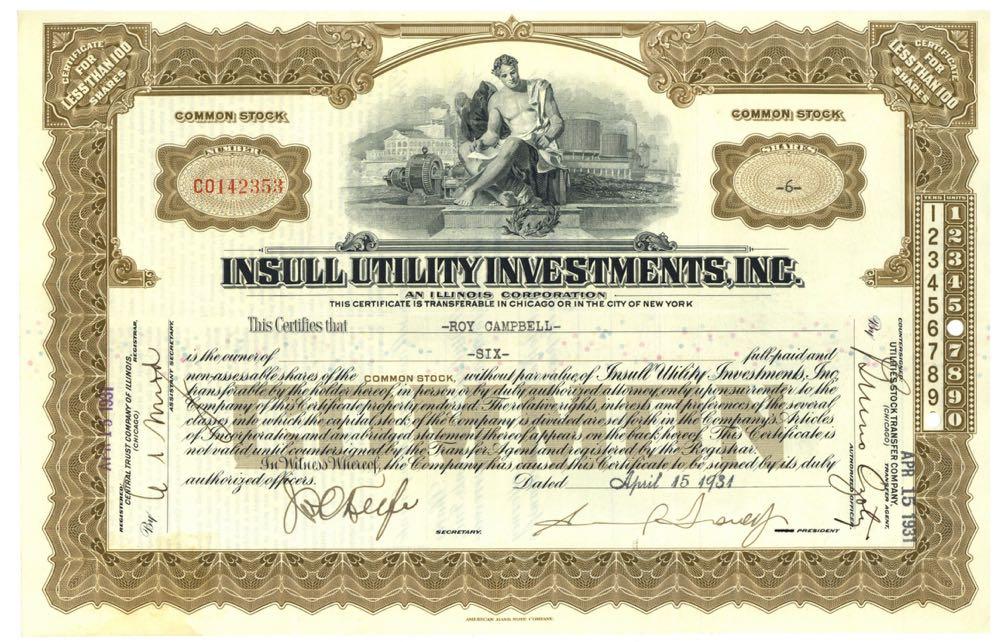 CERTIFICATE
FOR
LESS THAN 100
SHARES
CERTIFICATE
FOR
LESS THAN 100
SHARES
COMMON STOCK
COMMON STOCK
NUMBER
CO142353
SHARES
-6-
TENS UNITS
1 1
2 2
3 3
4 4
5 5
6
7 7
8 8
9 9
0
INSULL UTILITY INVESTMENTS, INC.
AN ILLINOIS CORPORATION
THIS CERTIFICATE IS TRANSFERABLE IN CHICAGO OR IN THE CITY OF NEW YORK
This Certifies that -ROY CAMPBELL-
is the owner of -SIX- full-paid and
non-assessable shares of the COMMON STOCK, without par value, of Insull Utility Investments, Inc.
transferable by the holder hereof, in person or by duly authorized attorney, only upon surrender to the
Company of this Certificate properly endorsed. The relative rights, interests and preferences of the several
classes into which the capital stock of the Company is divided are set forth in the Company's Articles
of Incorporation and an abridged statement thereof appears on the back hereof. This Certificate is
not valid until countersigned by the Transfer Agent and registered by the Registrar.
In Witness Whereof, the Company has caused this Certificate to be signed by its duly
authorized officers. Dated April 15 1931
SECRETARY.
PRESIDENT
REGISTERED
CENTRAL TRUST COMPANY OF ILLINOIS,
(CHICAGO) REGISTRAR,
By
ASSISTANT SECRETARY.
APR 15 1931
COUNTERSIGNED
UTILITIES STOCK TRANSFER COMPANY,
(CHICAGO) TRANSFER AGENT,
By
AUTHORIZED OFFICER.
APR 15 1931
AMERICAN BANK NOTE COMPANY.